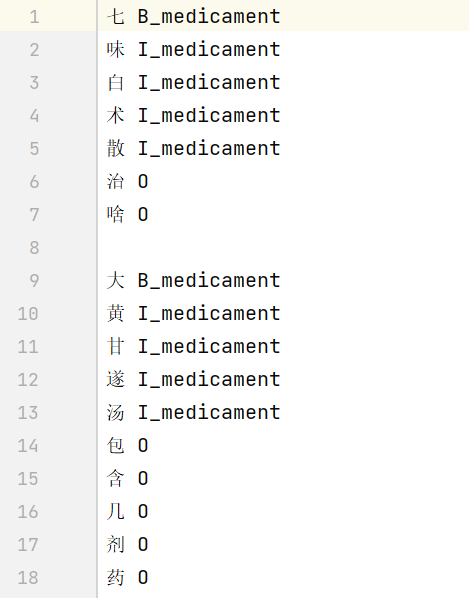 1 七 B_medicament
2 味 I_medicament
3 白 I_medicament
4 术 I_medicament
5 散 I_medicament
6 治 O
7 啥 O
8
9 大 B_medicament
10 黄 I_medicament
11 甘 I_medicament
12 遂 I_medicament
13 汤 I_medicament
14 包 O
15 含 O
16 几 O
17 剂 O
18 药 O